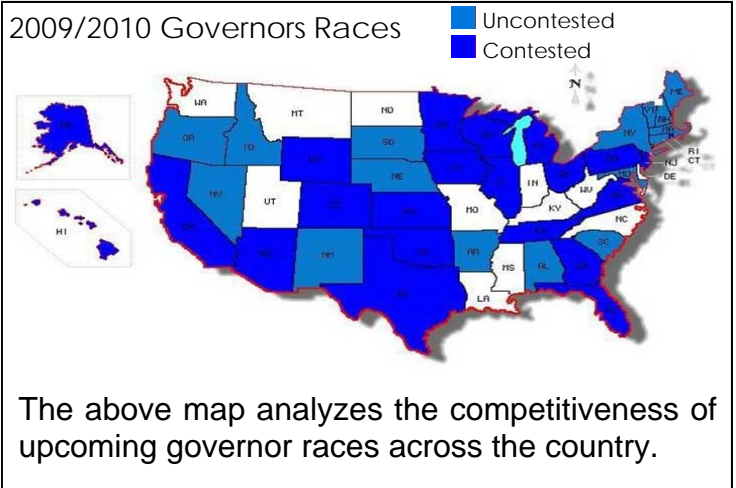 2009/2010 Governors Races
Uncontested
Contested
N
WA
MT
ND
OR
ID
SD
NE
NV
UT
NM
MO
AR
MS
LA
AL
SC
NC
KY
IN
WV
NY
ME
NH
RI
CT
NJ
DE
HI
The above map analyzes the competitiveness of
upcoming governor races across the country.